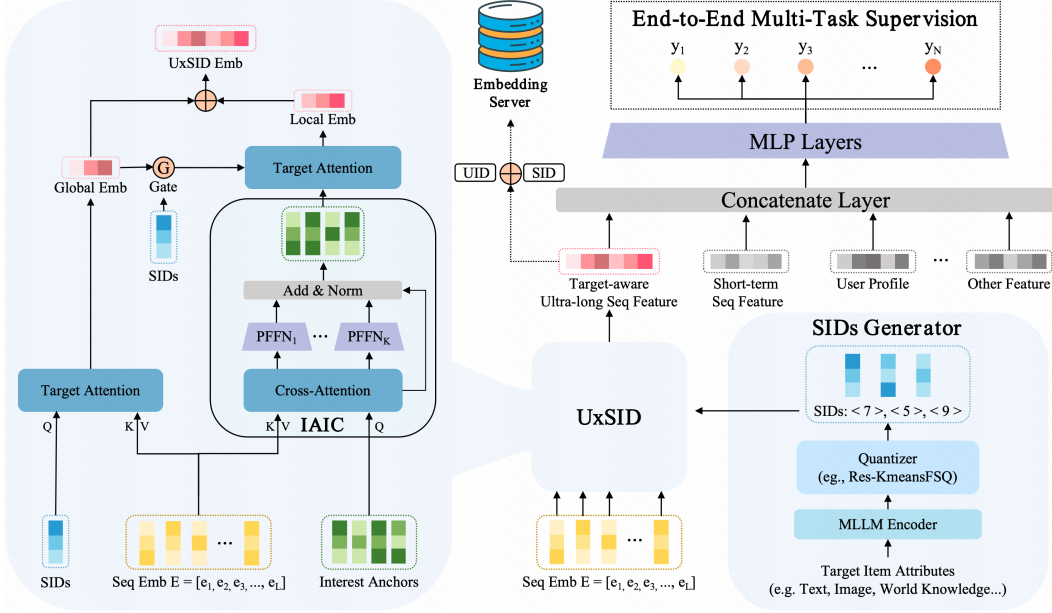 UxSID Emb
Local Emb
Global Emb
G
Gate
Target Attention
SIDs
Add & Norm
PFFN1
...
PFFNK
Target Attention
Cross-Attention
Q
K
V
K
V
IAIC
Q
SIDs
Seq Emb E = [e1, e2, e3, ..., eL]
Interest Anchors
Embedding
Server
UID
SID
End-to-End Multi-Task Supervision
y1
y2
y3
...
yN
MLP Layers
Concatenate Layer
Target-aware
Ultra-long Seq Feature
Short-term
Seq Feature
User Profile
...
Other Feature
UxSID
Seq Emb E = [e1, e2, e3, ..., eL]
SIDs Generator
SIDs: < 7 >, < 5 >, < 9 >
Quantizer
(eg., Res-KmeansFSQ)
MLLM Encoder
Target Item Attributes
(e.g. Text, Image, World Knowledge...)